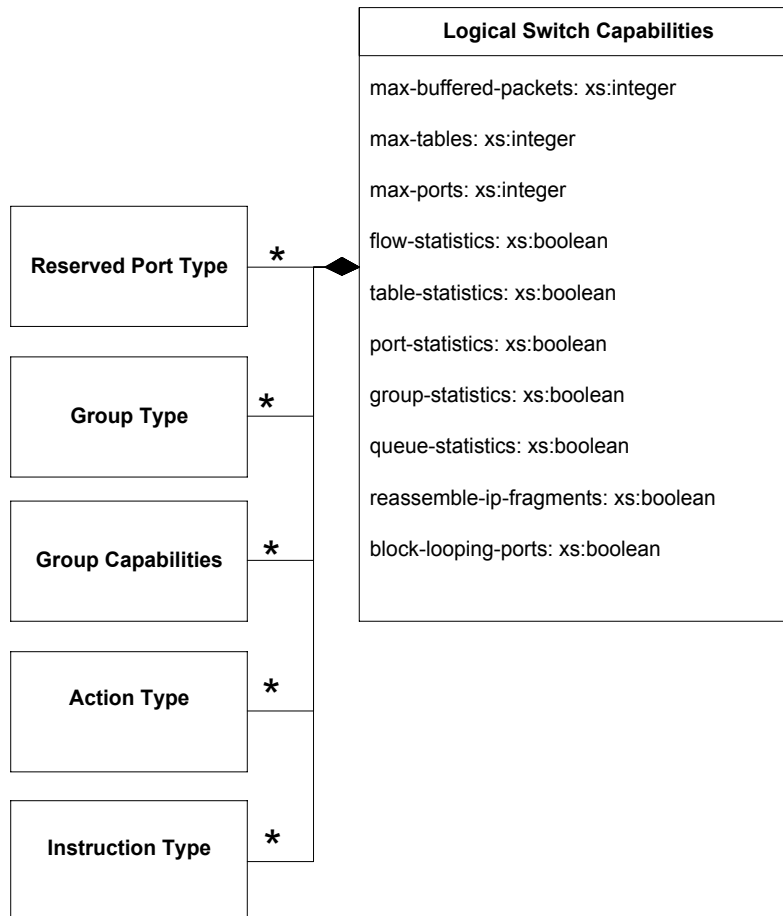 Logical Switch Capabilities
max-buffered-packets: xs:integer
max-tables: xs:integer
max-ports: xs:integer
flow-statistics: xs:boolean
table-statistics: xs:boolean
port-statistics: xs:boolean
group-statistics: xs:boolean
queue-statistics: xs:boolean
reassemble-ip-fragments: xs:boolean
block-looping-ports: xs:boolean
Reserved Port Type
*
Group Type
*
Group Capabilities
*
Action Type
*
Instruction Type
*